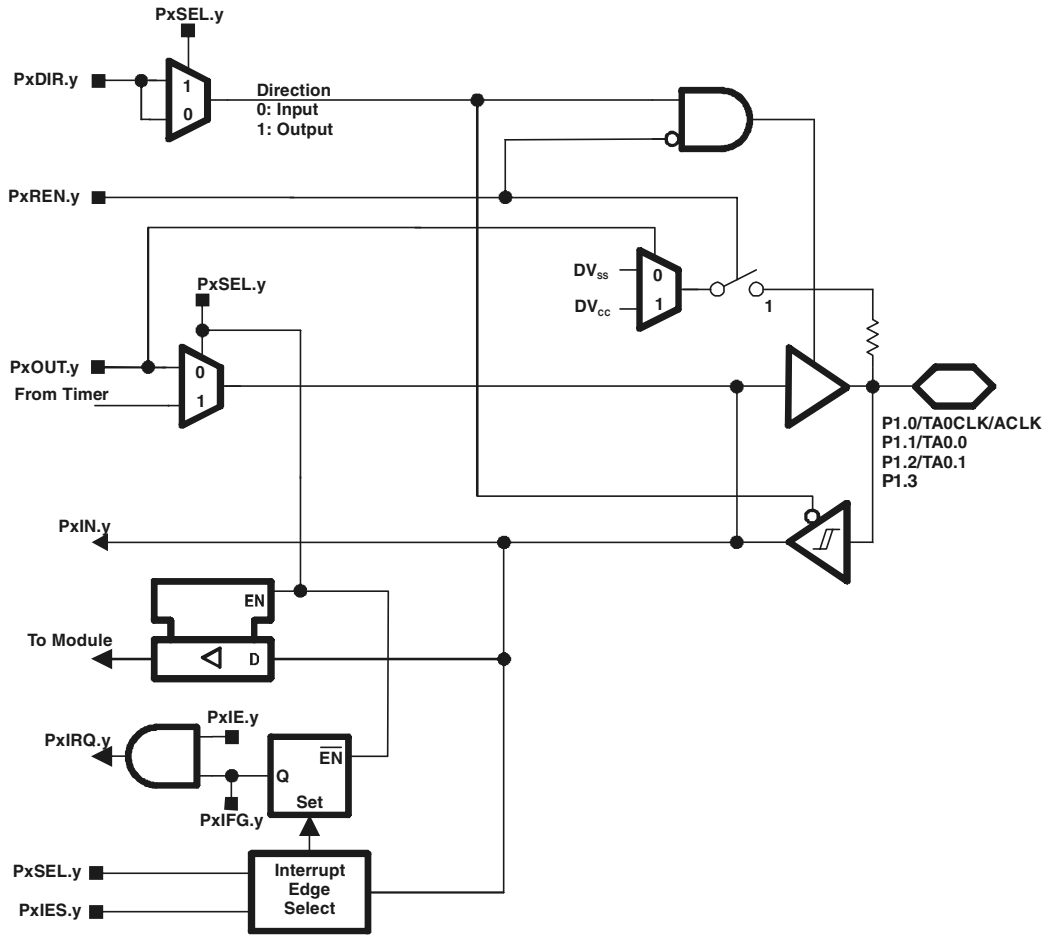 PxSEL.y
PxDIR.y
1
0
Direction
0: Input
1: Output
PxREN.y
DVSS
0
DVCC
1
1
PxSEL.y
PxOUT.y
0
From Timer
1
P1.0/TA0CLK/ACLK
P1.1/TA0.0
P1.2/TA0.1
P1.3
PxIN.y
EN
To Module
D
PxIE.y
PxIRQ.y
EN
Q
Set
PxIFG.y
PxSEL.y
Interrupt
Edge
Select
PxIES.y